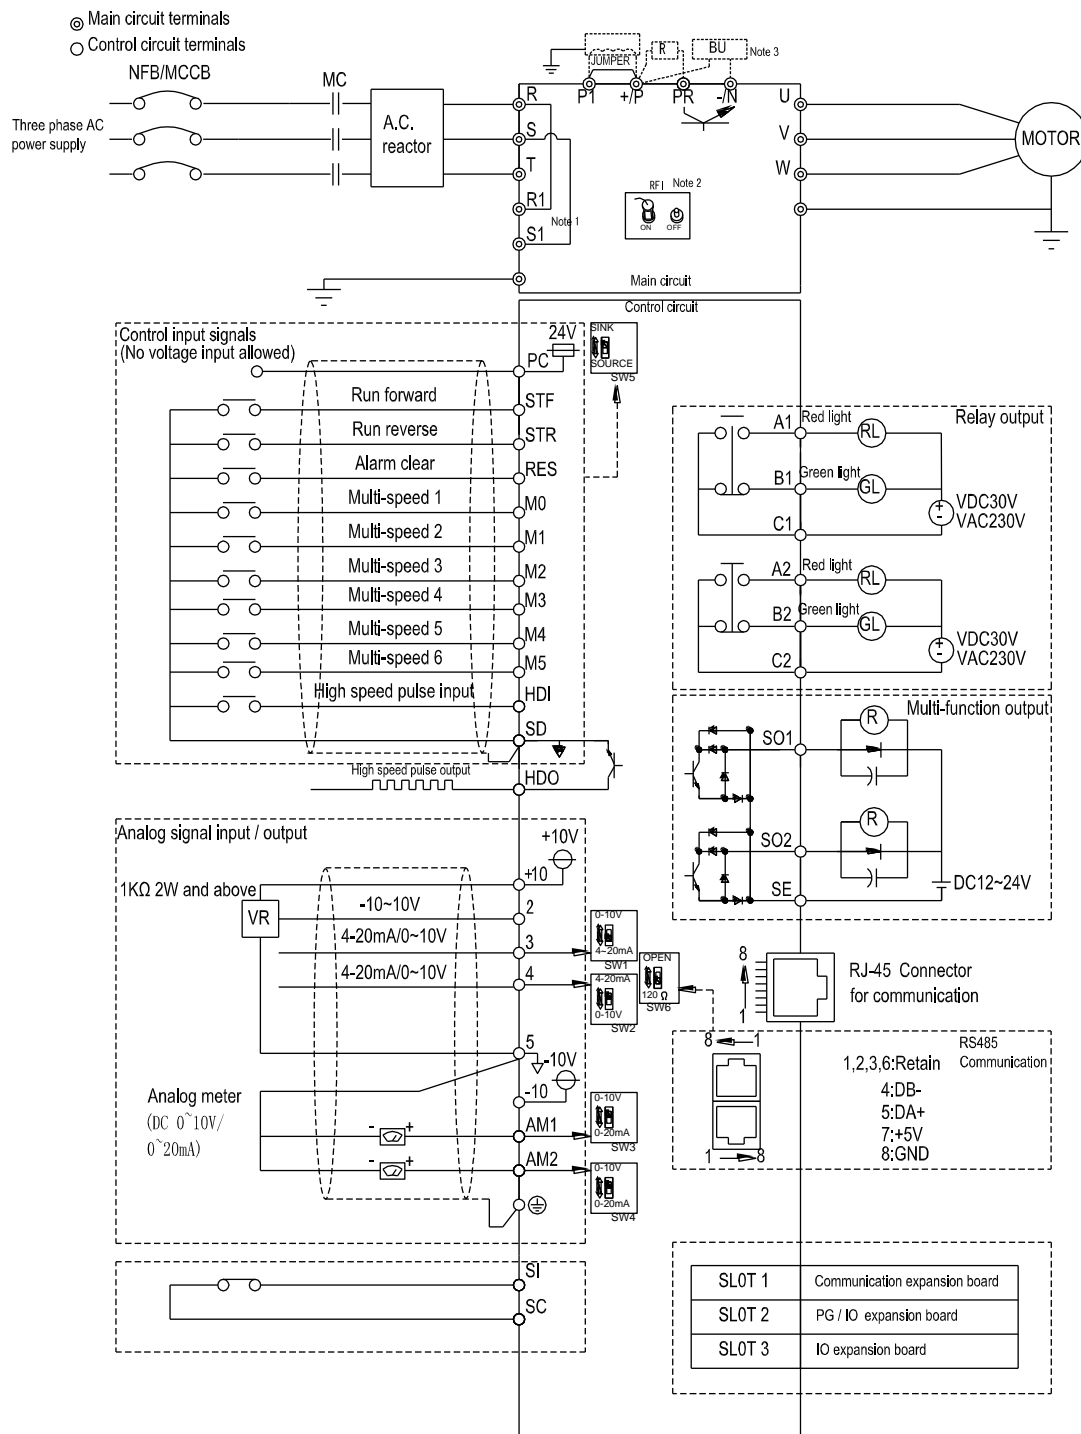 Main circuit terminals
Control circuit terminals
NFB/MCCB
MC
Three phase AC
power supply
A.C.
reactor
JUMPER
R
BU
Note 3
P1
+/P
PR
-/N
R
S
T
R1
S1
Note 1
U
V
W
MOTOR
RFI
Note 2
ON
OFF
Main circuit
Control circuit
Control input signals
(No voltage input allowed)
24V
PC
SINK
SOURCE
SW5
Run forward
STF
Run reverse
STR
Alarm clear
RES
Multi-speed 1
M0
Multi-speed 2
M1
Multi-speed 3
M2
Multi-speed 4
M3
Multi-speed 5
M4
Multi-speed 6
M5
High speed pulse input
HDI
SD
High speed pulse output
HDO
Relay output
A1
Red light
RL
B1
Green light
GL
C1
VDC30V
VAC230V
+
-
A2
Red light
RL
B2
Green light
GL
C2
VDC30V
VAC230V
+
-
Multi-function output
R
SO1
R
SO2
SE
DC12~24V
Analog signal input / output
+10V
+10
1KΩ 2W and above
VR
-10~10V
2
4-20mA/0~10V
3
4-20mA/0~10V
4
0-10V
4~20mA
SW1
4-20mA
0-10V
SW2
OPEN
120 Ω
SW6
5
-10V
-10
Analog meter
(DC 0~10V/
0~20mA)
-
+
AM1
-
+
AM2
0-10V
0-20mA
SW3
0-10V
0-20mA
SW4
8
1
RJ-45 Connector
for communication
8
1
1
8
RS485
Communication
1,2,3,6:Retain
4:DB-
5:DA+
7:+5V
8:GND
SI
SC
SLOT 1
Communication expansion board
SLOT 2
PG / IO expansion board
SLOT 3
IO expansion board